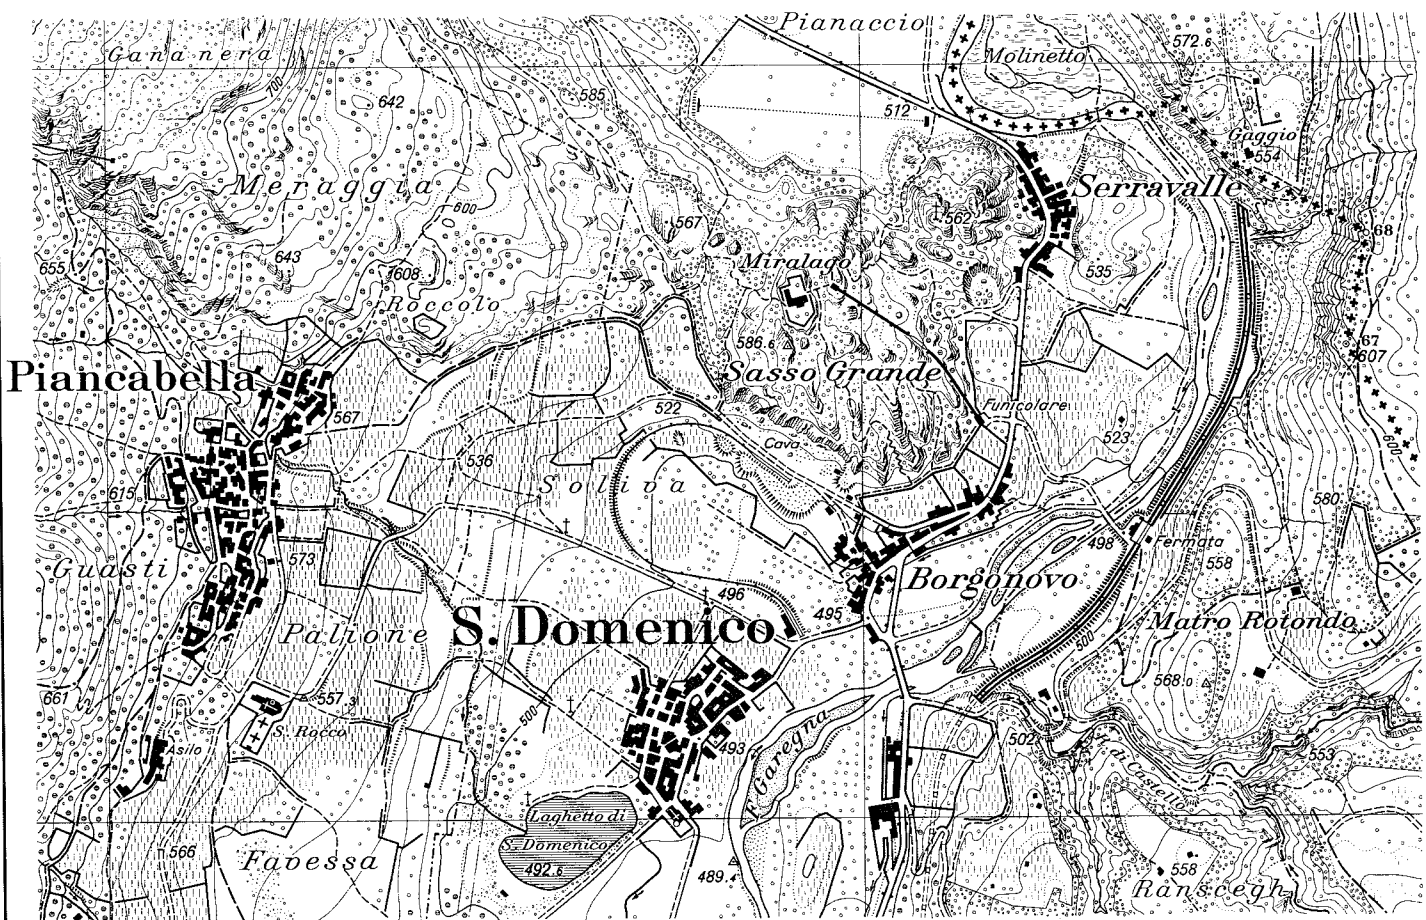 Pianaccio
Gananera
Molinetto
572.6
700
642
585
512
Gaggio
554
Meraggia
Serravalle
600
562
567
68
655
643
608
Miralago
535
Roccolo
586.6
67
607
Piancabella
Sasso Grande
567
522
Funicolare
523
600
Cava
536
Soliva
615
580
498
Fermata
573
558
Guasti
496
495
Borgonovo
Palione
S. Domenico
Matro Rotondo
500
661
557.3
568.0
500
S. Rocco
Asilo
493
F. Garegna
502
553
d. Castello
Laghetto di
S. Domenico
492.6
566
Favessa
489.4
558
Ranscegh